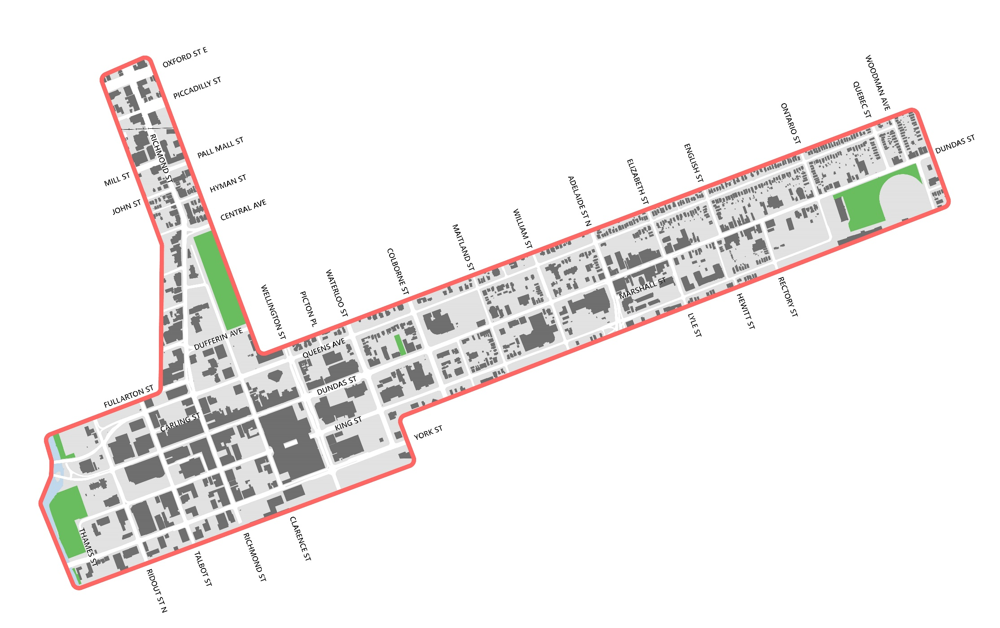 OXFORD ST E
PICCADILLY ST
WOODMAN AVE
QUEBEC ST
ONTARIO ST
DUNDAS ST
PALL MALL ST
RICHMOND ST
ENGLISH ST
ELIZABETH ST
MILL ST
HYMAN ST
ADELAIDE ST N
JOHN ST
CENTRAL AVE
WILLIAM ST
MAITLAND ST
COLBORNE ST
WATERLOO ST
WELLINGTON ST
PICTON PL
MARSHALL ST
RECTORY ST
HEWITT ST
LYLE ST
DUFFERIN AVE
QUEENS AVE
DUNDAS ST
FULLARTON ST
CARLING ST
KING ST
YORK ST
THAMES ST
CLARENCE ST
RICHMOND ST
TALBOT ST
RIDOUT ST N